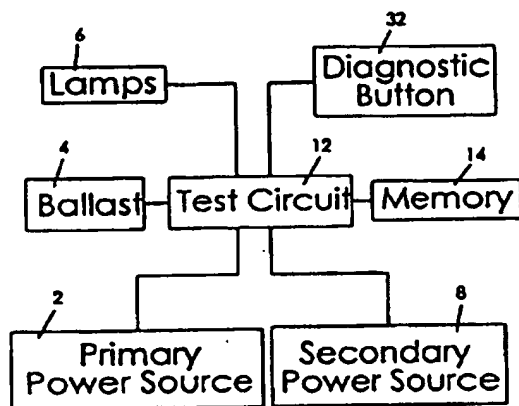 6
32
Lamps
Diagnostic
Button
4
12
14
Ballast
Test Circuit
Memory
2
8
Primary
Power Source
Secondary
Power Source